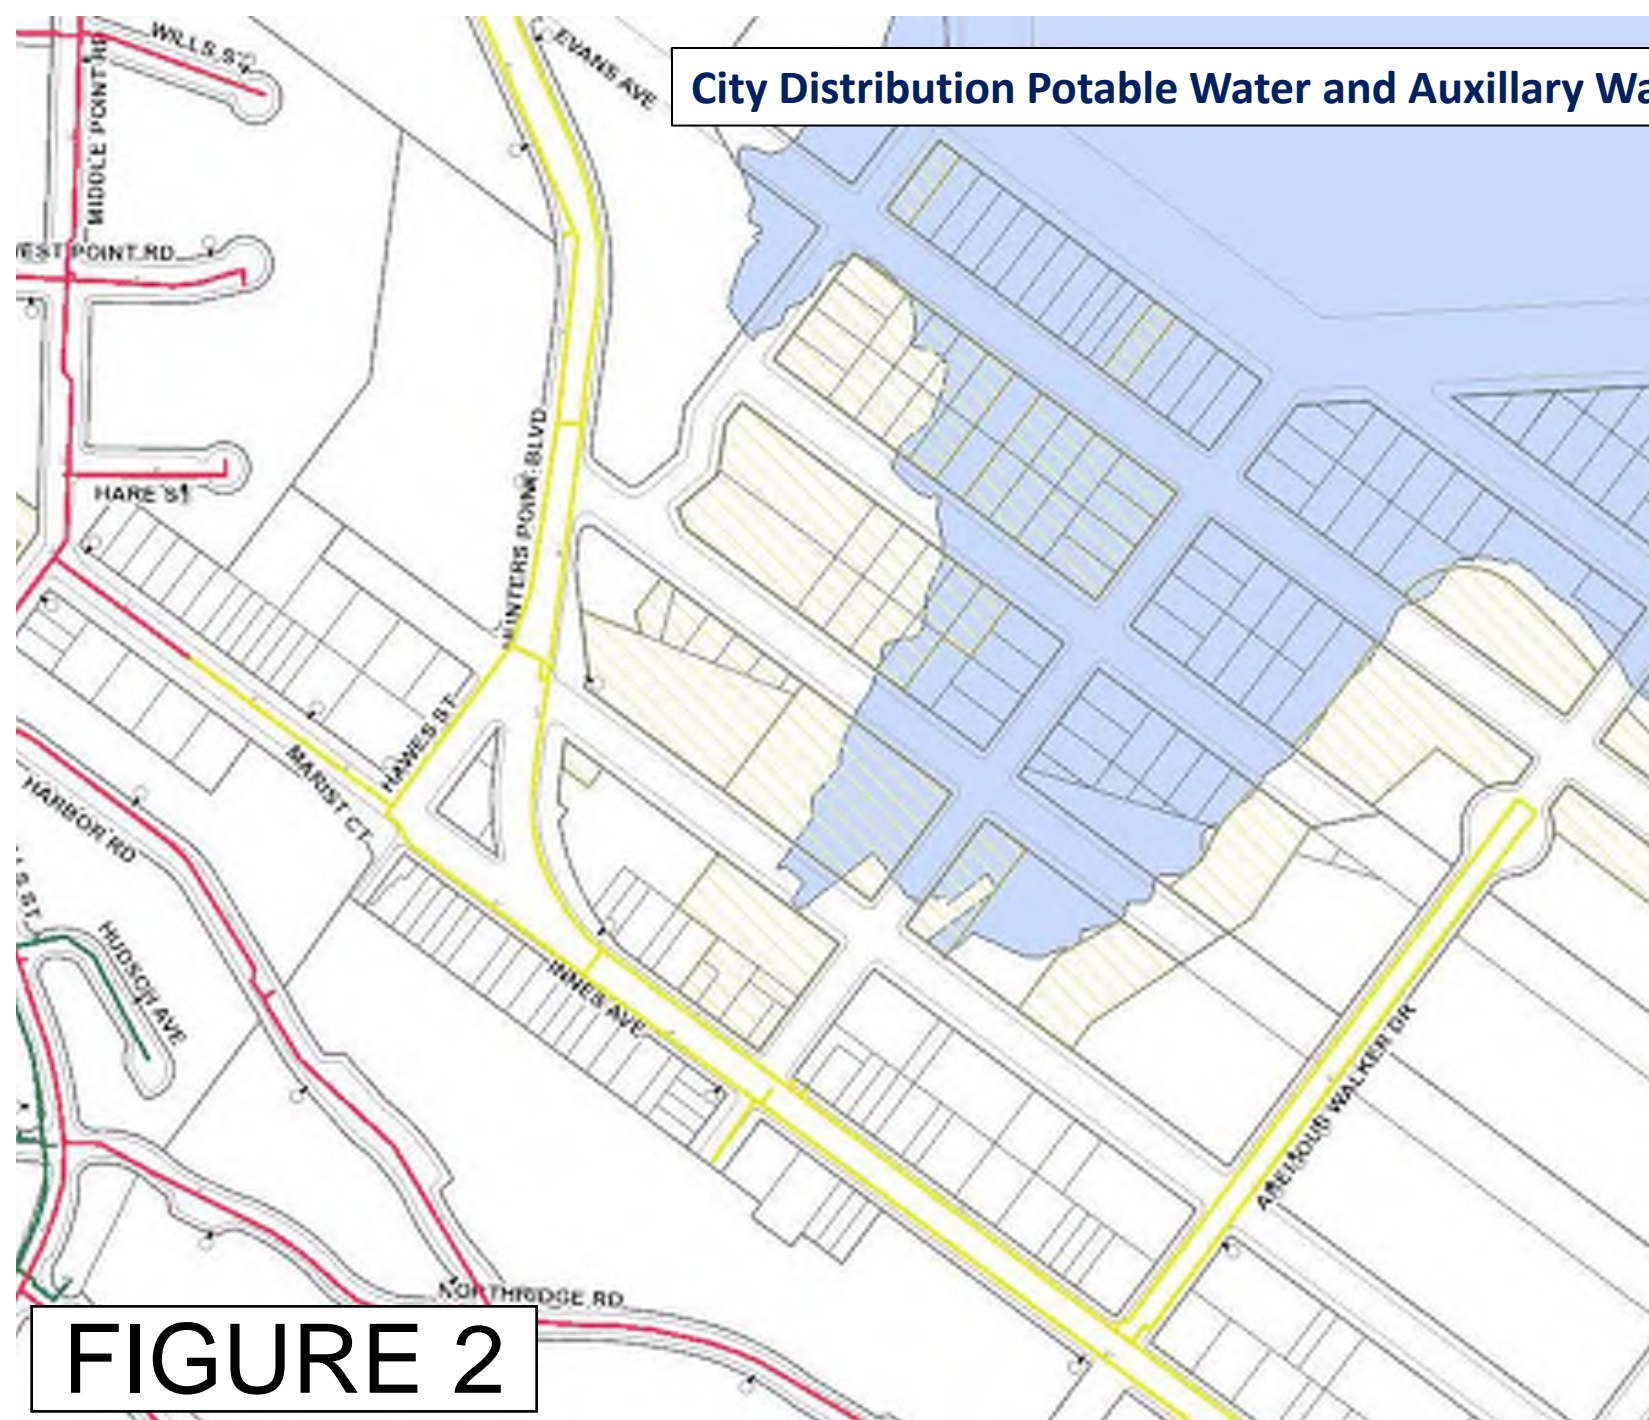 WILLS ST
EVANS AVE
City Distribution Potable Water and Auxillary Wa
MIDDLE POINT RD
EST POINT RD
HUNTERS POINT BLVD
HARE ST
HAWES ST
MARIST CT
HARBOR RD
S ST
HUDSON AVE
INNES AVE
ARELIOUS WALKER DR
NORTHRIDGE RD
FIGURE 2